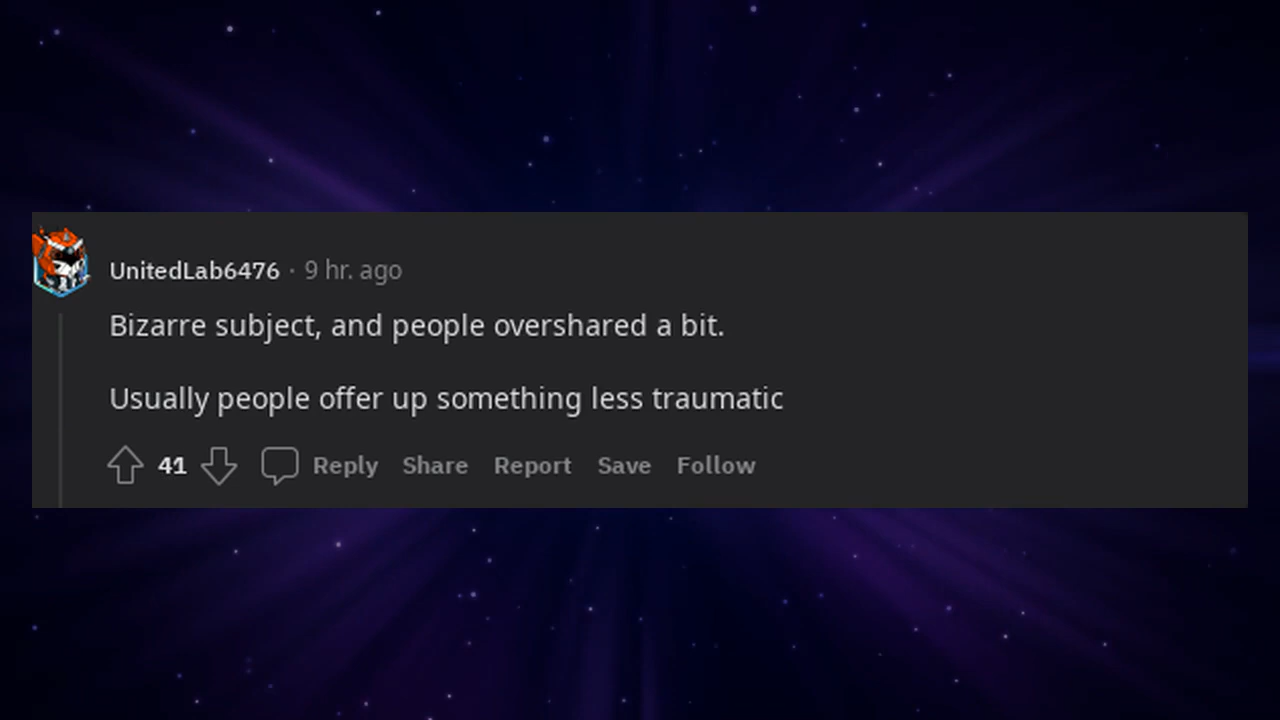 UnitedLab6476 · 9 hr. ago
Bizarre subject, and people overshared a bit.
Usually people offer up something less traumatic
41 Reply Share Report Save Follow